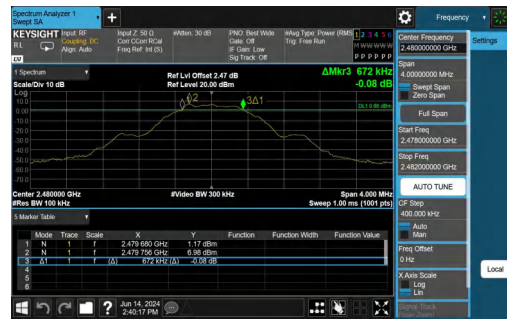 Spectrum Analyzer 1
Swept SA
+
Frequency
KEYSIGHT Input: RF Input Z: 50 Ω #Atten: 30 dB PNO: Best Wide #Avg Type: Power (RMS) 1 2 3 4 5 6
RL Coupling: DC Corr CCorr RCal Gate: Off Trig: Free Run
Align: Auto Freq Ref: Int (S) IF Gain: Low M W W W W W
Sig Track: Off P P P P P P
LXI
1 Spectrum Ref Lvl Offset 2.47 dB ΔMkr3 672 kHz
Scale/Div 10 dB Ref Level 20.00 dBm -0.08 dB
Log
10.0
0.00
-10.0
-20.0
-30.0
-40.0
-50.0
-60.0
-70.0
2
3Δ1
Center 2.480000 GHz #Video BW 300 kHz Span 4.000 MHz
#Res BW 100 kHz Sweep 1.00 ms (1001 pts)
5 Marker Table
Mode Trace Scale X Y Function Function Width Function Value
1 N 1 f 2.479 680 GHz 1.17 dBm
2 N 1 f 2.479 756 GHz 6.98 dBm
3 Δ1 1 f (Δ) 672 kHz (Δ) -0.08 dB
4
5
6
Jun 14, 2024
2:40:17 PM
Center Frequency
2.480000000 GHz
Settings
Span
4.00000000 MHz
Swept Span
Zero Span
Full Span
Start Freq
2.478000000 GHz
Stop Freq
2.482000000 GHz
AUTO TUNE
CF Step
400.000 kHz
Auto
Man
Freq Offset
0 Hz
X Axis Scale
Log
Lin
Signal Track
Local